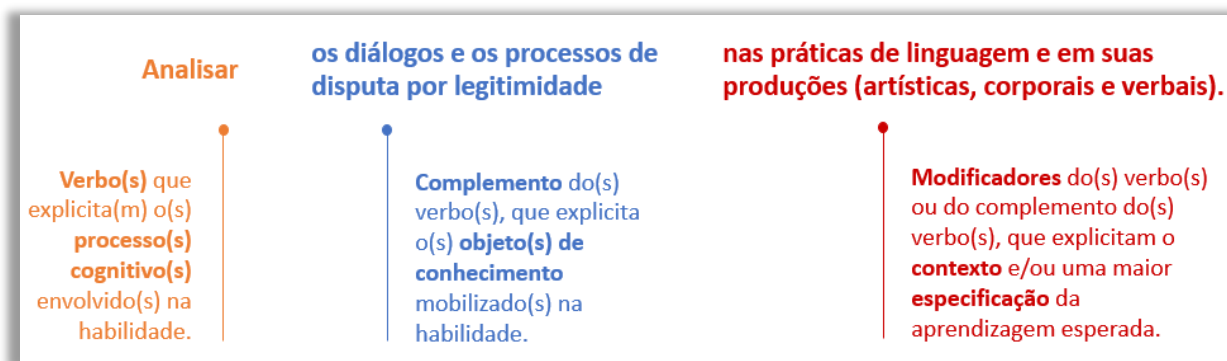 Analisar
os diálogos e os processos de
disputa por legitimidade
nas práticas de linguagem e em suas
produções (artísticas, corporais e verbais).
Verbo(s) que
explicita(m) o(s)
processo(s)
cognitivo(s)
envolvido(s) na
habilidade.
Complemento do(s)
verbo(s), que explicita
o(s) objeto(s) de
conhecimento
mobilizado(s) na
habilidade.
Modificadores do(s) verbo(s)
ou do complemento do(s)
verbo(s), que explicitam o
contexto e/ou uma maior
especificação da
aprendizagem esperada.